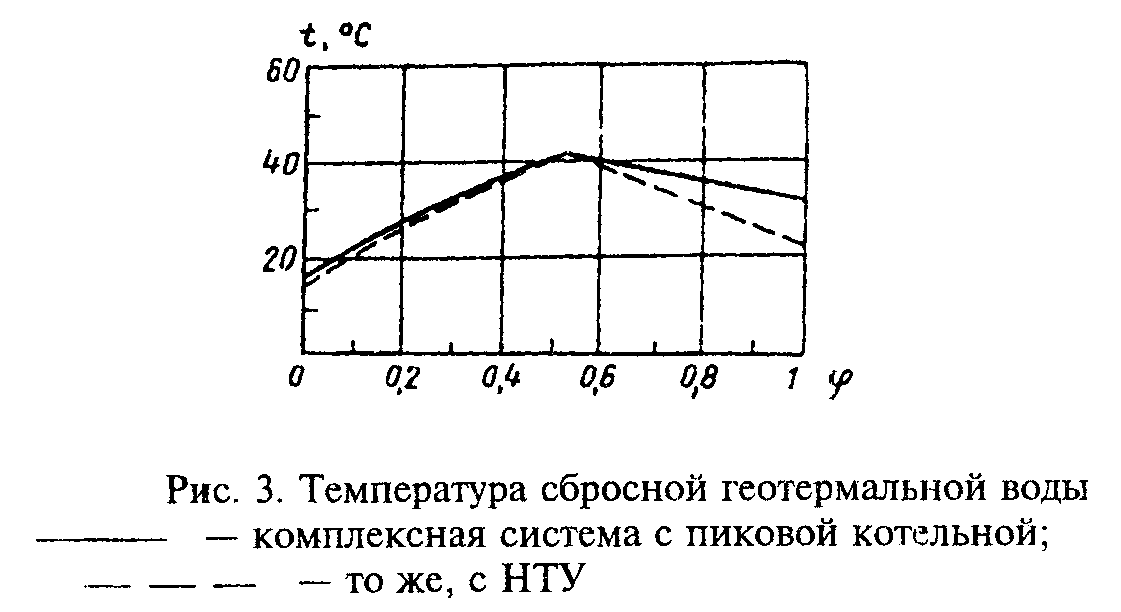 t, °C
60
40
20
0 0,2 0,4 0,6 0,8 1 φ
Рис. 3. Температура сбросной геотермальной воды
— комплексная система с пиковой котельной;
— то же, с НТУ